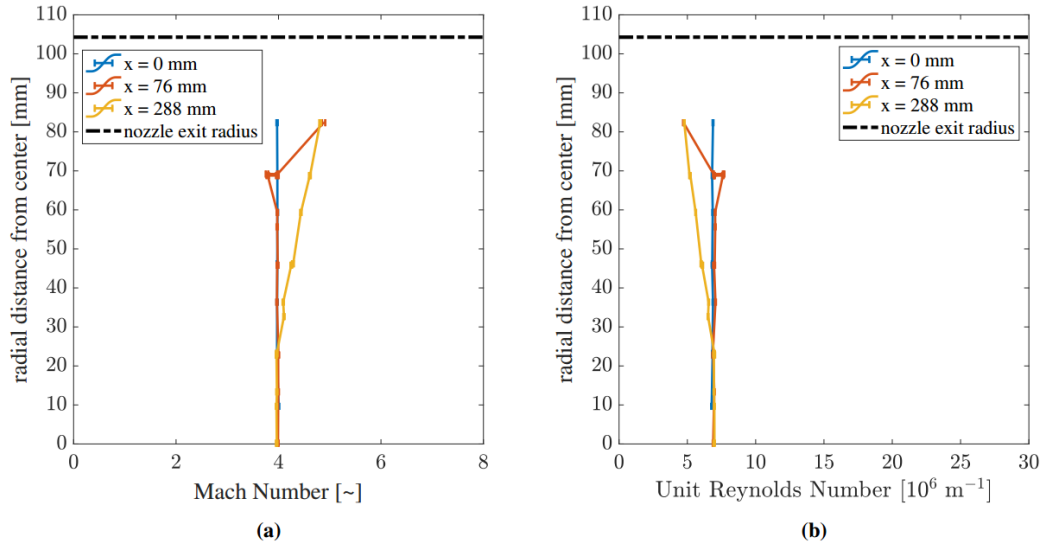 110
100
90
80
70
60
50
40
30
20
10
0
radial distance from center [mm]
x = 0 mm
x = 76 mm
x = 288 mm
nozzle exit radius
0 2 4 6 8
Mach Number [~]
(a)
110
100
90
80
70
60
50
40
30
20
10
0
radial distance from center [mm]
x = 0 mm
x = 76 mm
x = 288 mm
nozzle exit radius
0 5 10 15 20 25 30
Unit Reynolds Number [10⁶ m⁻¹]
(b)